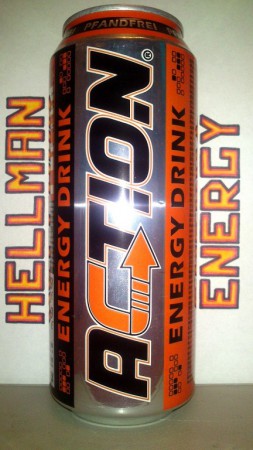 PFANDFREI
HELLMAN
ENERGY DRINK
ACTION
ENERGY DRINK
ENERGY